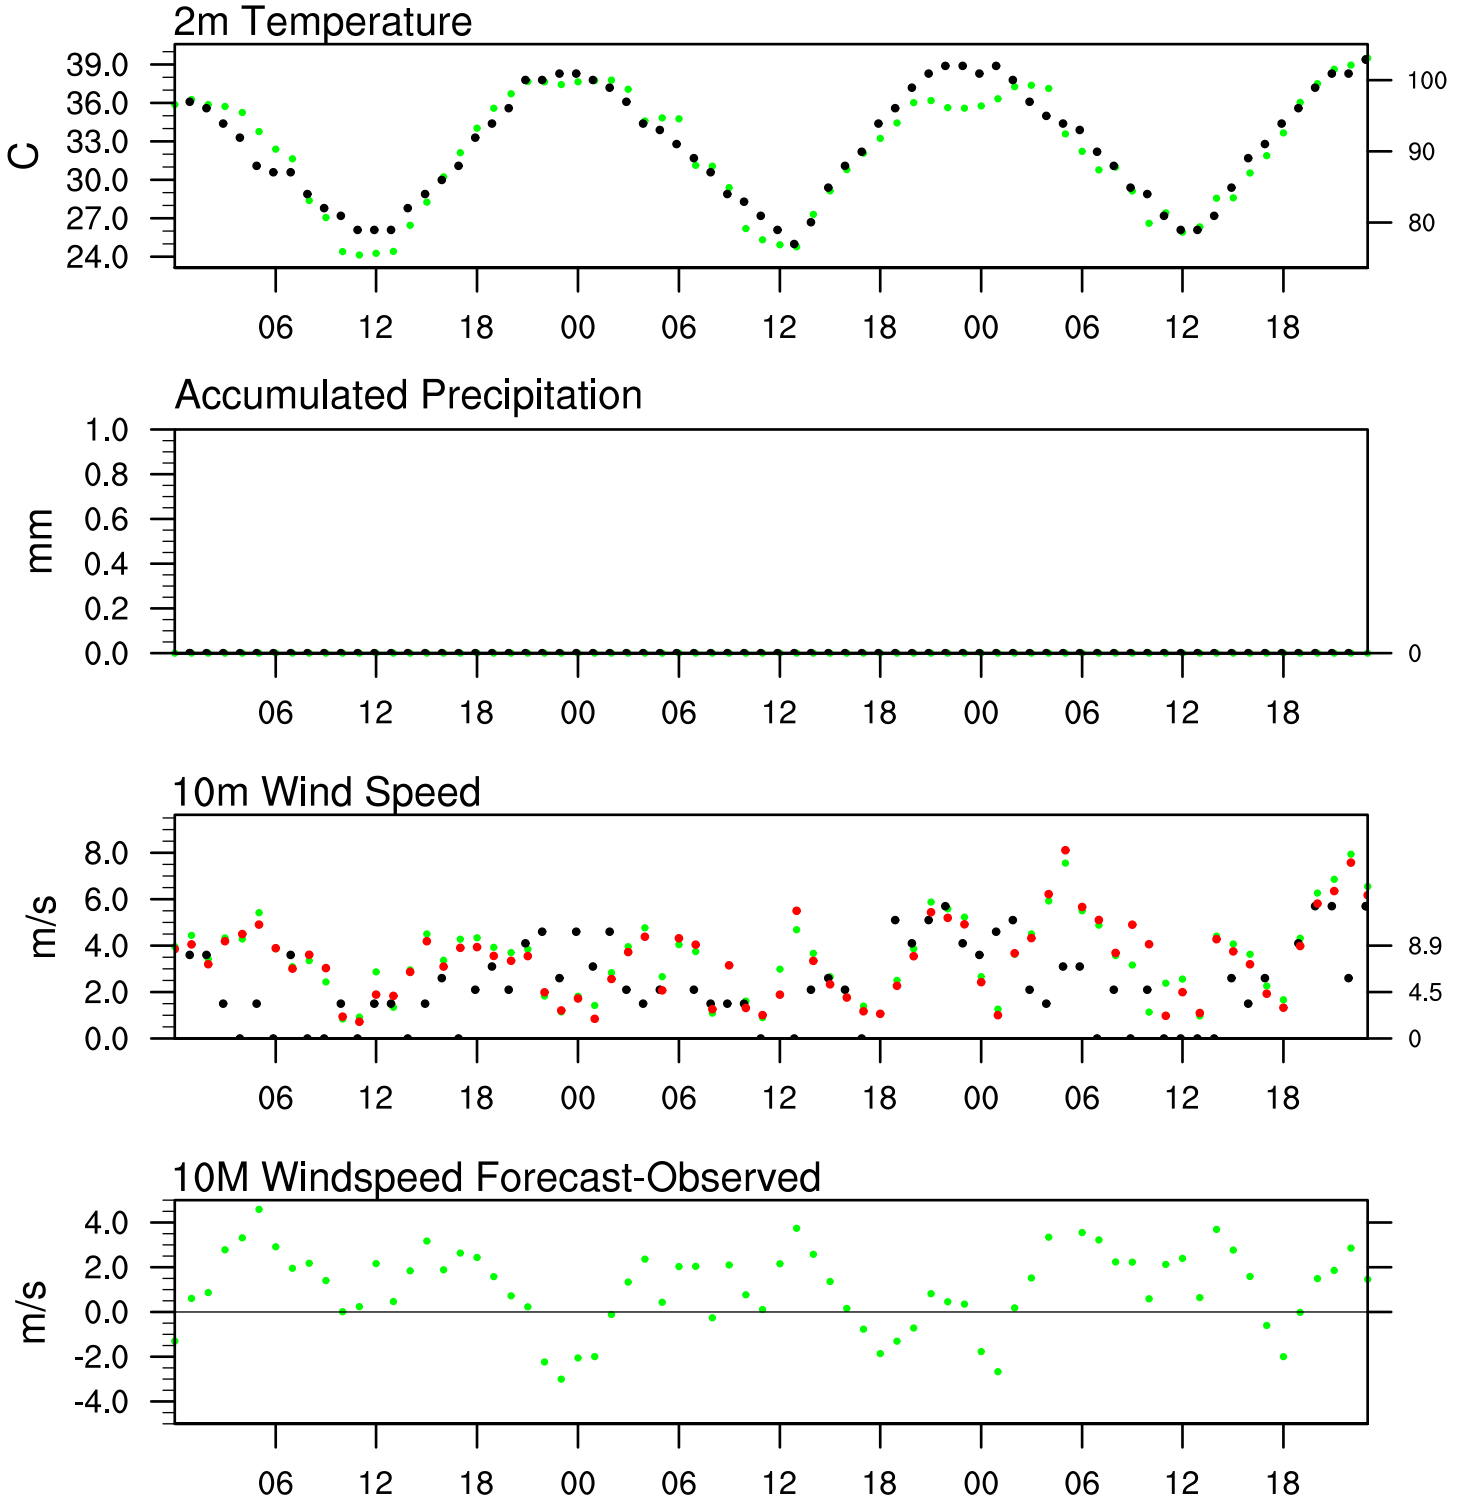 2m Temperature
39.0
36.0
33.0
30.0
27.0
24.0
C
100
90
80
06 12 18 00 06 12 18 00 06 12 18
Accumulated Precipitation
1.0
0.8
0.6
0.4
0.2
0.0
mm
0
06 12 18 00 06 12 18 00 06 12 18
10m Wind Speed
8.0
6.0
4.0
2.0
0.0
m/s
8.9
4.5
0
06 12 18 00 06 12 18 00 06 12 18
10M Windspeed Forecast-Observed
4.0
2.0
0.0
-2.0
-4.0
m/s
06 12 18 00 06 12 18 00 06 12 18